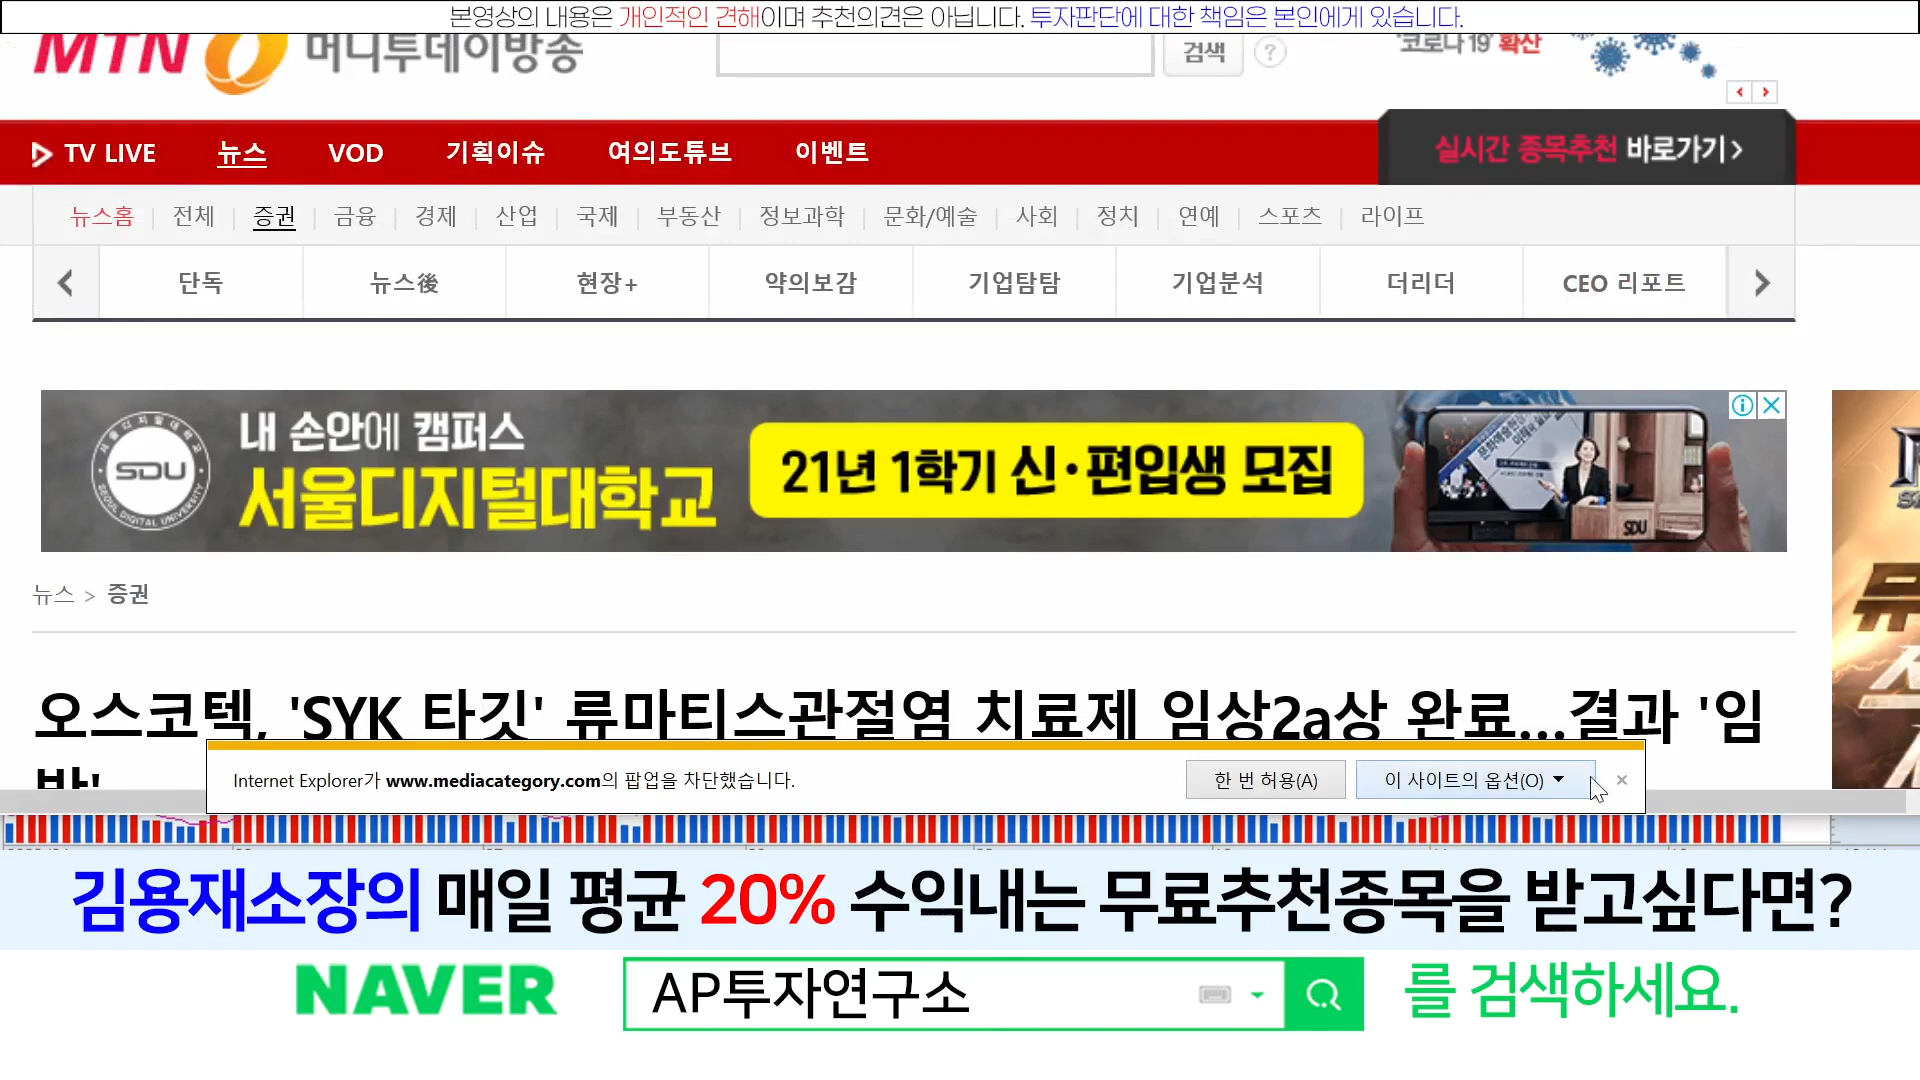 본영상의 내용은 개인적인 견해이며 추천의견은 아닙니다. 투자판단에 대한 책임은 본인에게 있습니다.
MTN 머니투데이방송
검색 ?
'코로나 19' 확산
TV LIVE 뉴스 VOD 기획이슈 여의도튜브 이벤트
실시간 종목추천 바로가기
뉴스홈 전체 증권 금융 경제 산업 국제 부동산 정보과학 문화/예술 사회 정치 연예 스포츠 라이프
단독 뉴스後 현장+ 약의보감 기업탐탐 기업분석 더리더 CEO 리포트
내 손안에 캠퍼스
서울디지털대학교
SDU
SEOUL DIGITAL UNIVERSITY
21년 1학기 신·편입생 모집
SDU
뉴스 > 증권
오스코텍, 'SYK 타깃' 류마티스관절염 치료제 임상2a상 완료...결과 '임
박'
Internet Explorer가 www.mediacategory.com의 팝업을 차단했습니다.
한 번 허용(A)
이 사이트의 옵션(O)
김용재소장의 매일 평균 20% 수익내는 무료추천종목을 받고싶다면?
NAVER AP투자연구소 를 검색하세요.